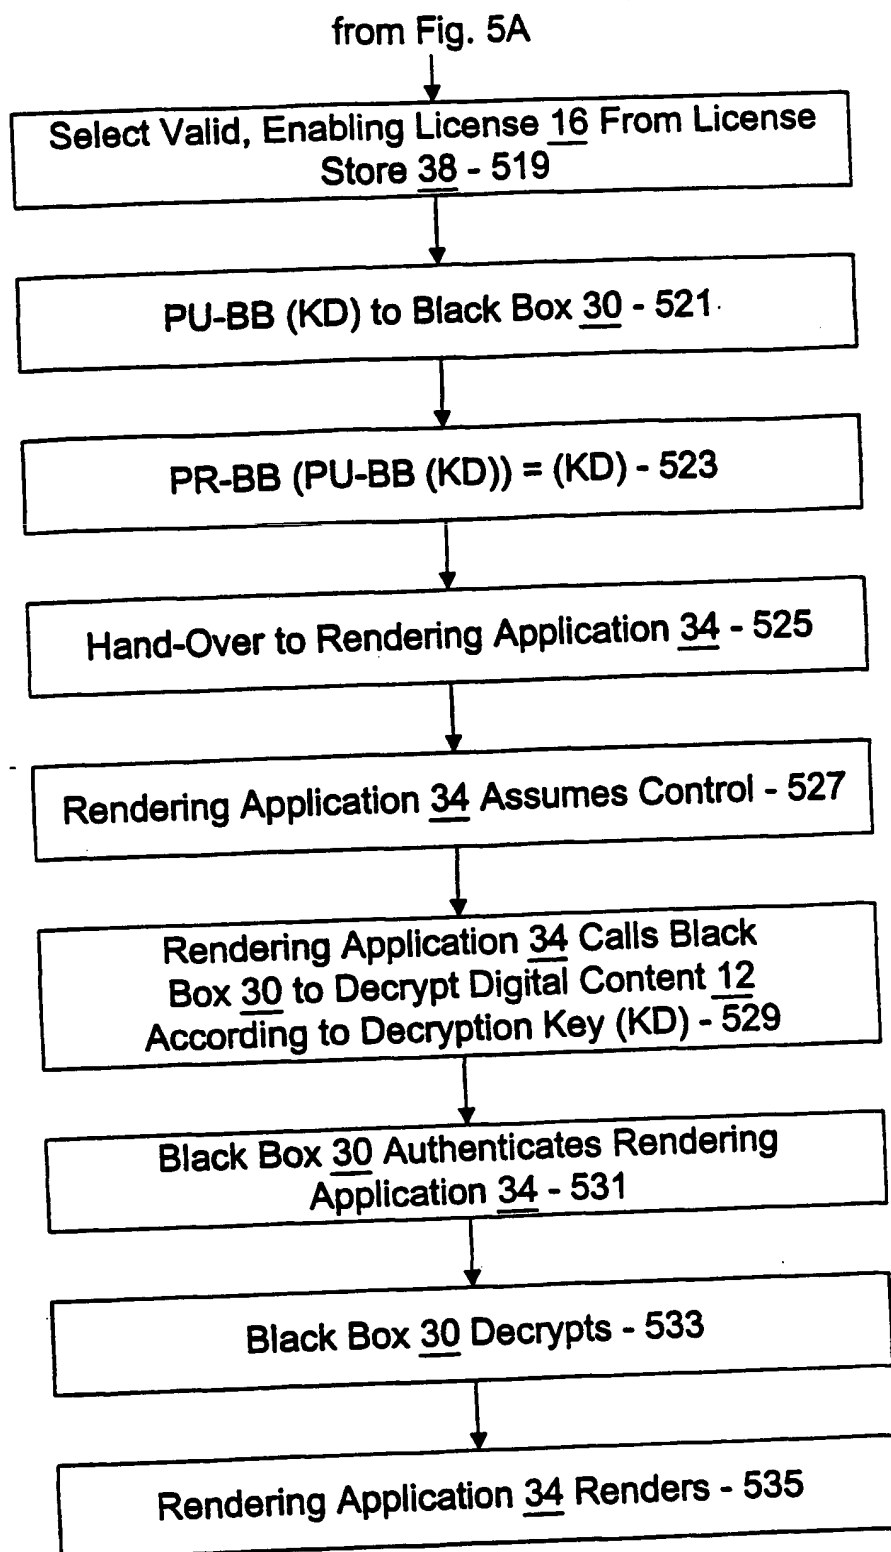 from Fig. 5A
Select Valid, Enabling License 16 From License
Store 38 - 519
PU-BB (KD) to Black Box 30 - 521
PR-BB (PU-BB (KD)) = (KD) - 523
Hand-Over to Rendering Application 34 - 525
Rendering Application 34 Assumes Control - 527
Rendering Application 34 Calls Black
Box 30 to Decrypt Digital Content 12
According to Decryption Key (KD) - 529
Black Box 30 Authenticates Rendering
Application 34 - 531
Black Box 30 Decrypts - 533
Rendering Application 34 Renders - 535